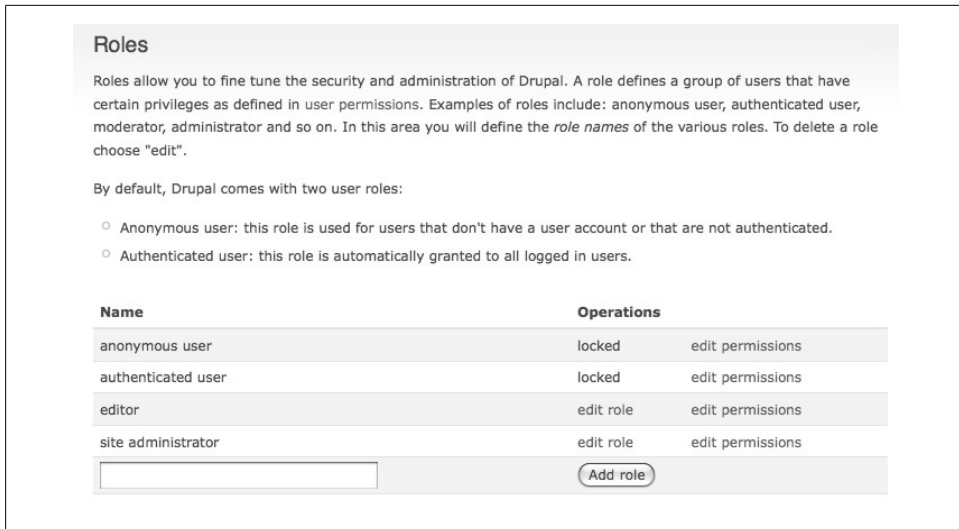 Roles
Roles allow you to fine tune the security and administration of Drupal. A role defines a group of users that have
certain privileges as defined in user permissions. Examples of roles include: anonymous user, authenticated user,
moderator, administrator and so on. In this area you will define the role names of the various roles. To delete a role
choose "edit".
By default, Drupal comes with two user roles:
Anonymous user: this role is used for users that don't have a user account or that are not authenticated.
Authenticated user: this role is automatically granted to all logged in users.
Name Operations
anonymous user locked edit permissions
authenticated user locked edit permissions
editor edit role edit permissions
site administrator edit role edit permissions
Add role